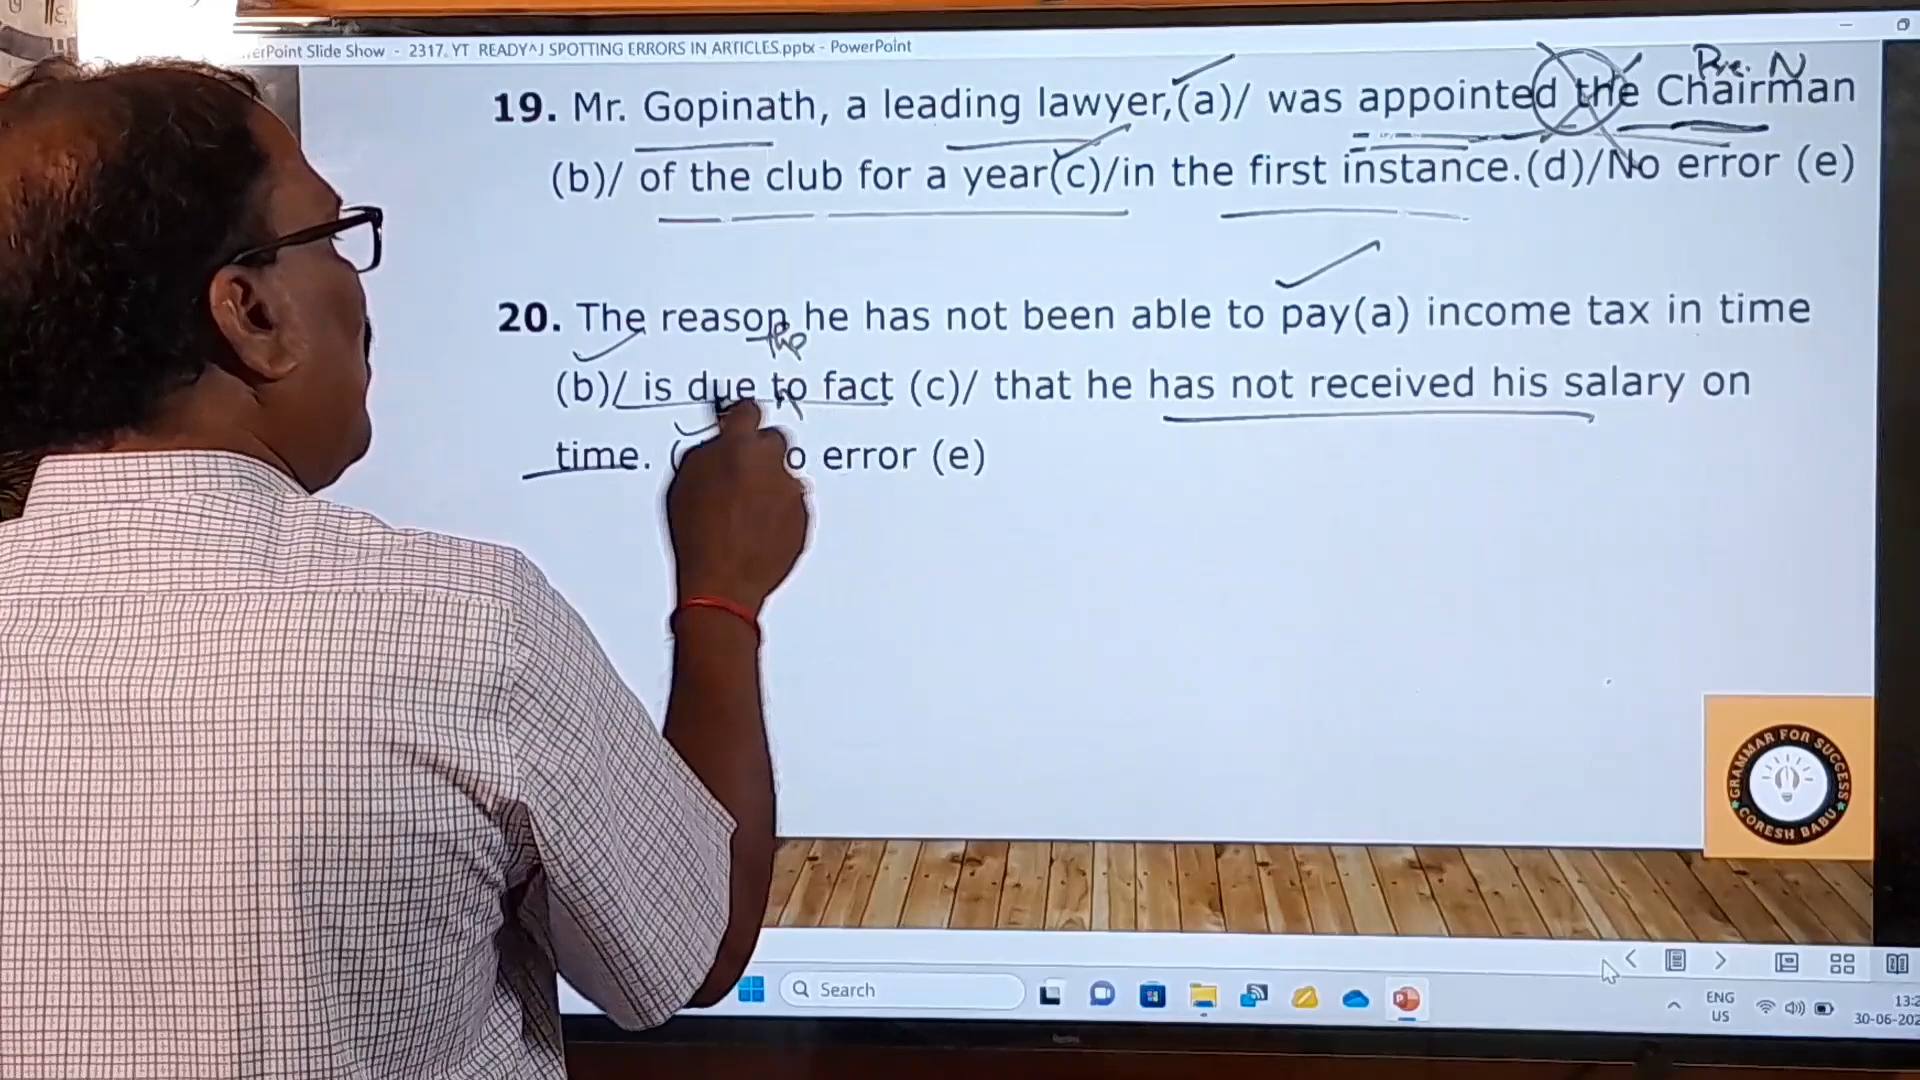 erPoint Slide Show - 2317. YT READY^J SPOTTING ERRORS IN ARTICLES.pptx - PowerPoint
Pre. N
19. Mr. Gopinath, a leading lawyer,(a)/ was appointed the Chairman
(b)/ of the club for a year(c)/in the first instance.(d)/No error (e)
20. The reason he has not been able to pay(a) income tax in time
the
(b)/ is due to fact (c)/ that he has not received his salary on
time. ( o error (e)
GRAMMAR FOR SUCCESS
CORESH BABU
Search
ENG
US
13:2
30-06-202